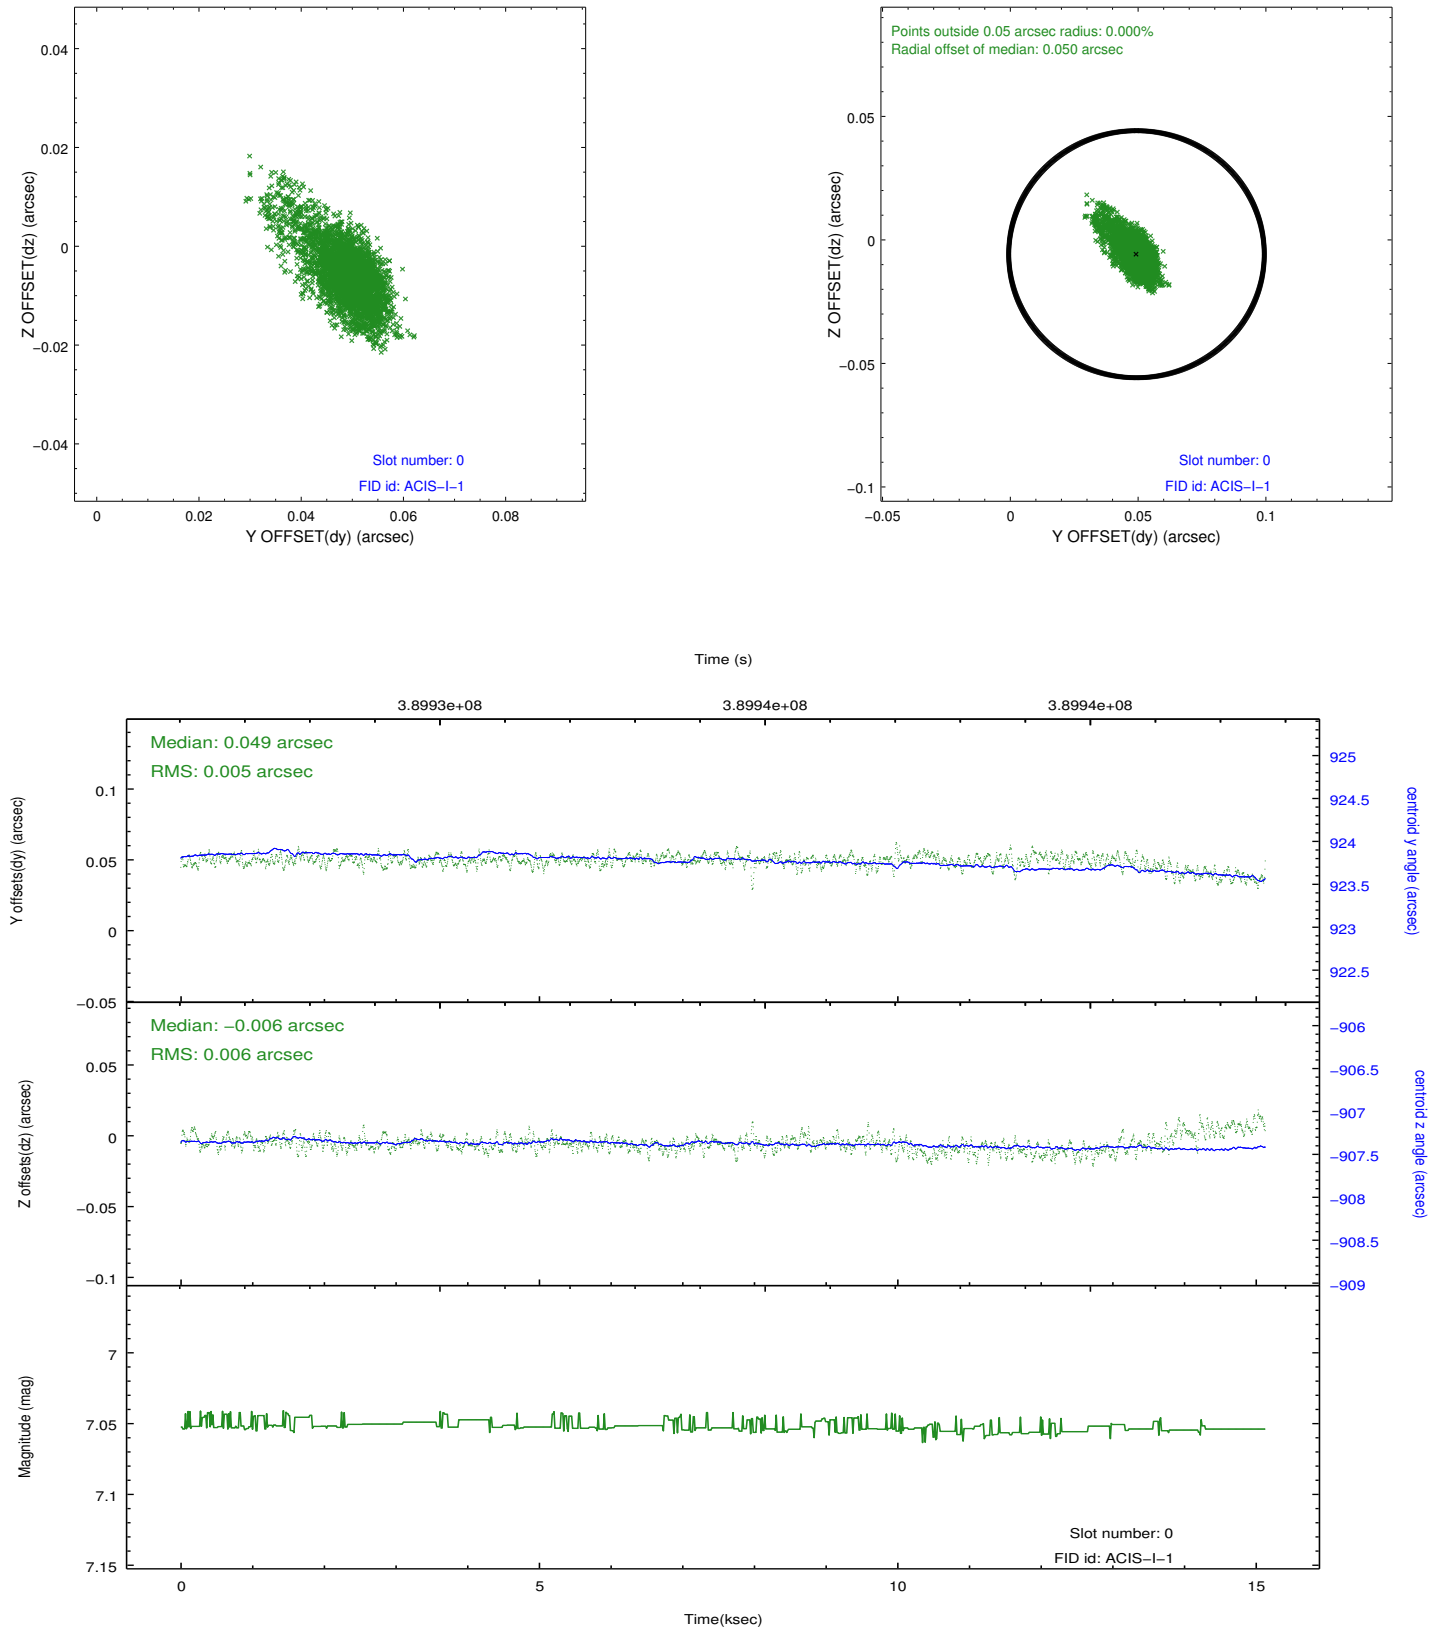 0.04
0.02
0
−0.02
−0.04
Z OFFSET(dz) (arcsec)
Slot number: 0
FID id: ACIS−I−1
0
0.02
0.04
0.06
0.08
Y OFFSET(dy) (arcsec)
Points outside 0.05 arcsec radius: 0.000%
Radial offset of median: 0.050 arcsec
0.05
0
−0.05
−0.1
Z OFFSET(dz) (arcsec)
Slot number: 0
FID id: ACIS−I−1
−0.05
0
0.05
0.1
Y OFFSET(dy) (arcsec)
Time (s)
3.8993e+08
3.8994e+08
3.8994e+08
Median: 0.049 arcsec
RMS: 0.005 arcsec
0.1
0.05
0
−0.05
Y offsets(dy) (arcsec)
925
924.5
924
923.5
923
922.5
centroid y angle (arcsec)
Median: −0.006 arcsec
RMS: 0.006 arcsec
0.05
0
−0.05
−0.1
Z offsets(dz) (arcsec)
−906
−906.5
−907
−907.5
−908
−908.5
−909
centroid z angle (arcsec)
7
7.05
7.1
7.15
Magnitude (mag)
Slot number: 0
FID id: ACIS−I−1
0
5
10
15
Time(ksec)